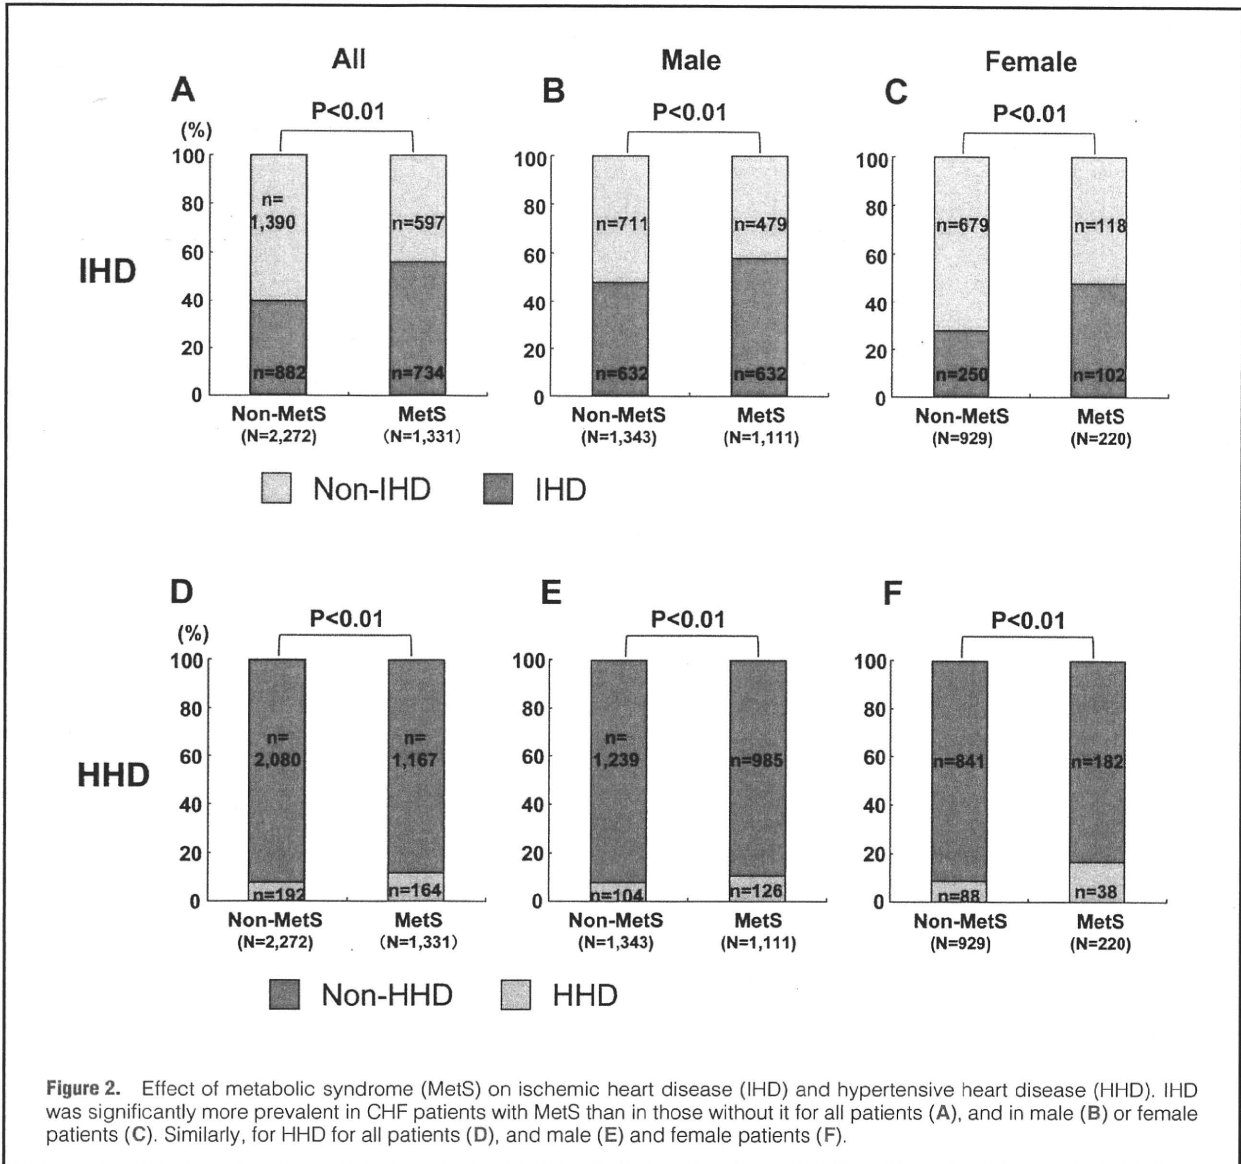 All
Male
Female
A
B
C
P<0.01
P<0.01
P<0.01
(%)
100
80
60
40
20
0
100
80
60
40
20
0
100
80
60
40
20
0
IHD
n=
1,390
n=597
n=711
n=479
n=679
n=118
n=882
n=734
n=632
n=632
n=250
n=102
Non-MetS
MetS
Non-MetS
MetS
Non-MetS
MetS
(N=2,272)
(N=1,331)
(N=1,343)
(N=1,111)
(N=929)
(N=220)
Non-IHD
IHD
D
E
F
P<0.01
P<0.01
P<0.01
(%)
100
80
60
40
20
0
100
80
60
40
20
0
100
80
60
40
20
0
HHD
n=
2,080
n=
1,167
n=
1,239
n=985
n=841
n=182
n=192
n=164
n=104
n=126
n=88
n=38
Non-MetS
MetS
Non-MetS
MetS
Non-MetS
MetS
(N=2,272)
(N=1,331)
(N=1,343)
(N=1,111)
(N=929)
(N=220)
Non-HHD
HHD
Figure 2. Effect of metabolic syndrome (MetS) on ischemic heart disease (IHD) and hypertensive heart disease (HHD). IHD
was significantly more prevalent in CHF patients with MetS than in those without it for all patients (A), and in male (B) or female
patients (C). Similarly, for HHD for all patients (D), and male (E) and female patients (F).